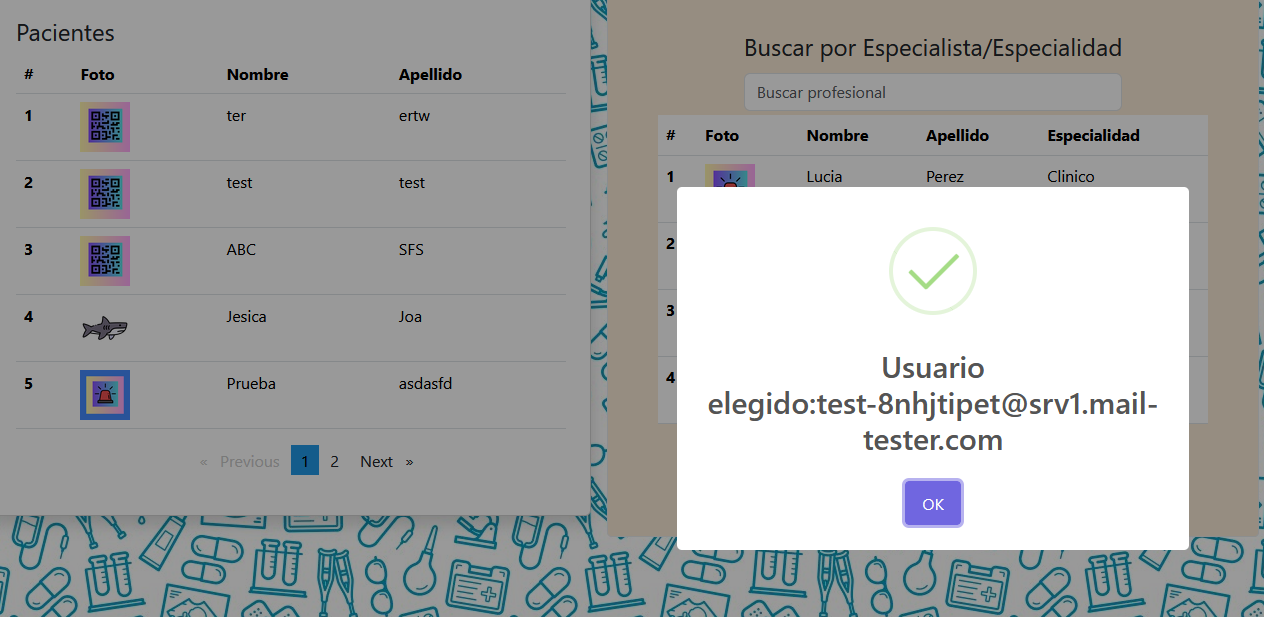 Pacientes
# Foto Nombre Apellido
1 ter ertw
2 test test
3 ABC SFS
4 Jesica Joa
5 Prueba asdasfd
« Previous 1 2 Next »
Buscar por Especialista/Especialidad
Buscar profesional
# Foto Nombre Apellido Especialidad
1 Lucia Perez Clinico
2
3
4
Usuario
elegido:test-8nhjtipet@srv1.mail-
tester.com
OK